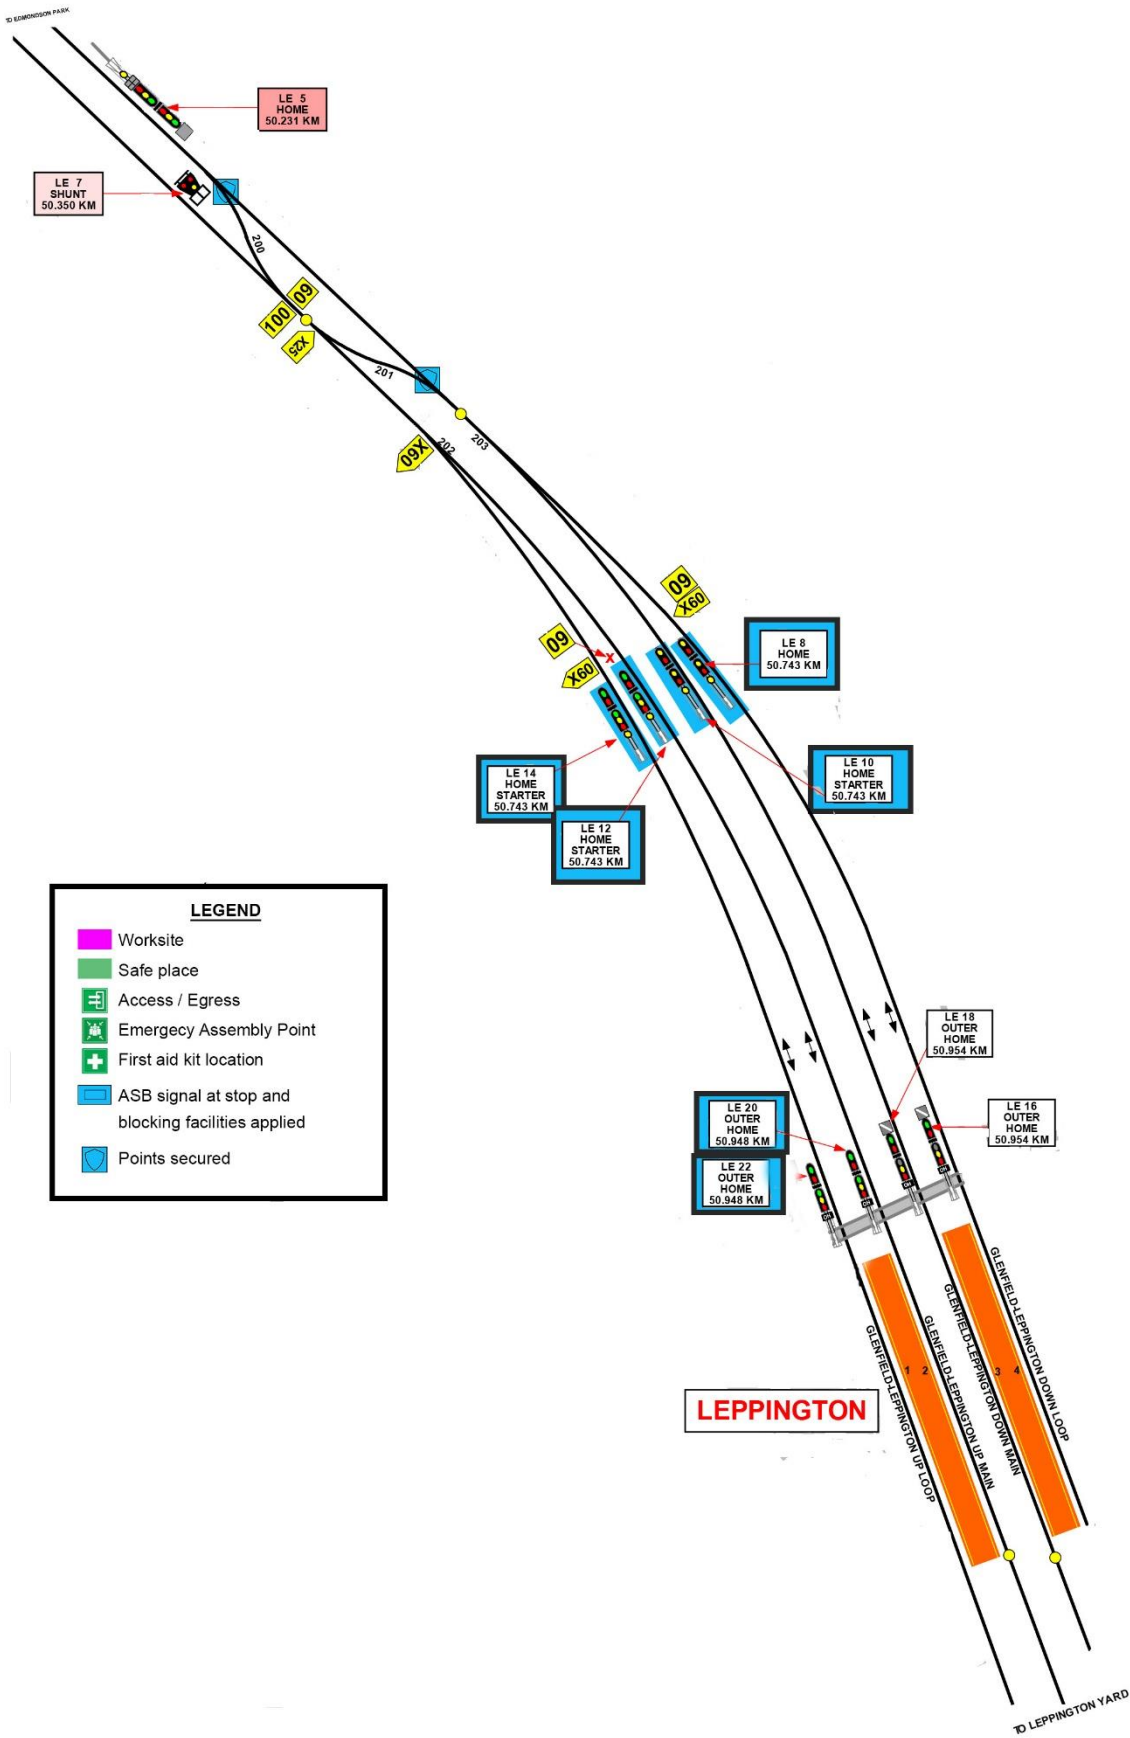 TO EDMONDSON PARK
LE 5
HOME
50.231 KM
LE 7
SHUNT
50.350 KM
200
60
100
X25
201
202
203
X60
60
X60
60
X60
LE 8
HOME
50.743 KM
LE 14
HOME
STARTER
50.743 KM
LE 10
HOME
STARTER
50.743 KM
LE 12
HOME
STARTER
50.743 KM
X
LEGEND
Worksite
Safe place
Access / Egress
Emergecy Assembly Point
First aid kit location
ASB signal at stop and
blocking facilities applied
Points secured
LE 18
OUTER
HOME
50.954 KM
LE 20
OUTER
HOME
50.948 KM
LE 16
OUTER
HOME
50.954 KM
LE 22
OUTER
HOME
50.948 KM
GLENFIELD-LEPPINGTON UP LOOP
1 2
GLENFIELD-LEPPINGTON UP MAIN
GLENFIELD-LEPPINGTON DOWN MAIN
3 4
GLENFIELD-LEPPINGTON DOWN LOOP
LEPPINGTON
TO LEPPINGTON YARD